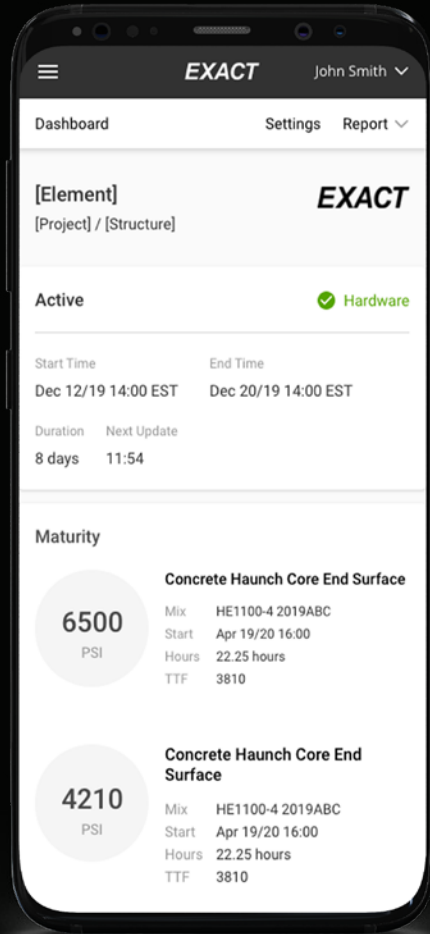 EXACT
John Smith
Dashboard Settings Report
[Element]
EXACT
[Project] / [Structure]
Active Hardware
Start Time End Time
Dec 12/19 14:00 EST Dec 20/19 14:00 EST
Duration Next Update
8 days 11:54
Maturity
6500
PSI
Concrete Haunch Core End Surface
Mix HE1100-4 2019ABC
Start Apr 19/20 16:00
Hours 22.25 hours
TTF 3810
4210
PSI
Concrete Haunch Core End
Surface
Mix HE1100-4 2019ABC
Start Apr 19/20 16:00
Hours 22.25 hours
TTF 3810